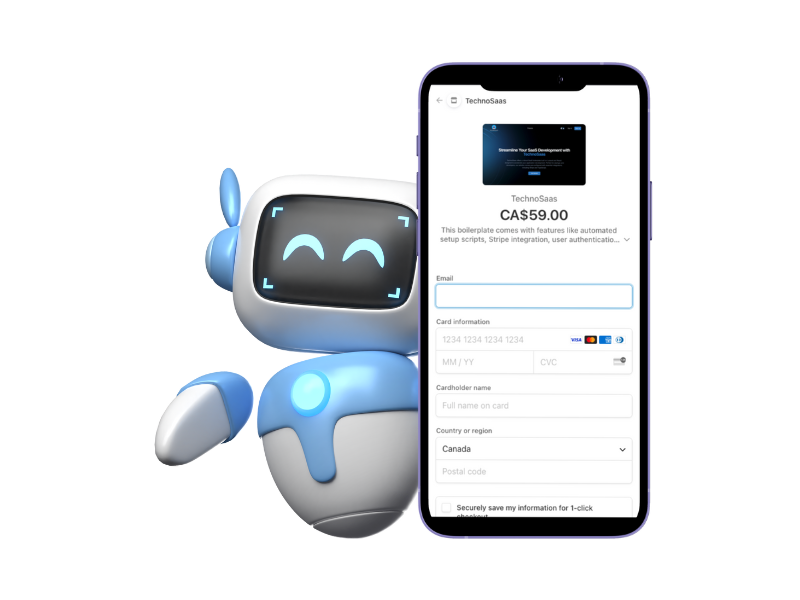 TechnoSaas
Streamline Your SaaS Development with
TechnoSaas
TechnoSaas
CA$59.00
This boilerplate comes with features like automated
setup scripts, Stripe integration, user authenticatio...
Email
Card information
1234 1234 1234 1234 VISA
MM / YY CVC
Cardholder name
Full name on card
Country or region
Canada
Postal code
Securely save my information for 1-click
checkout